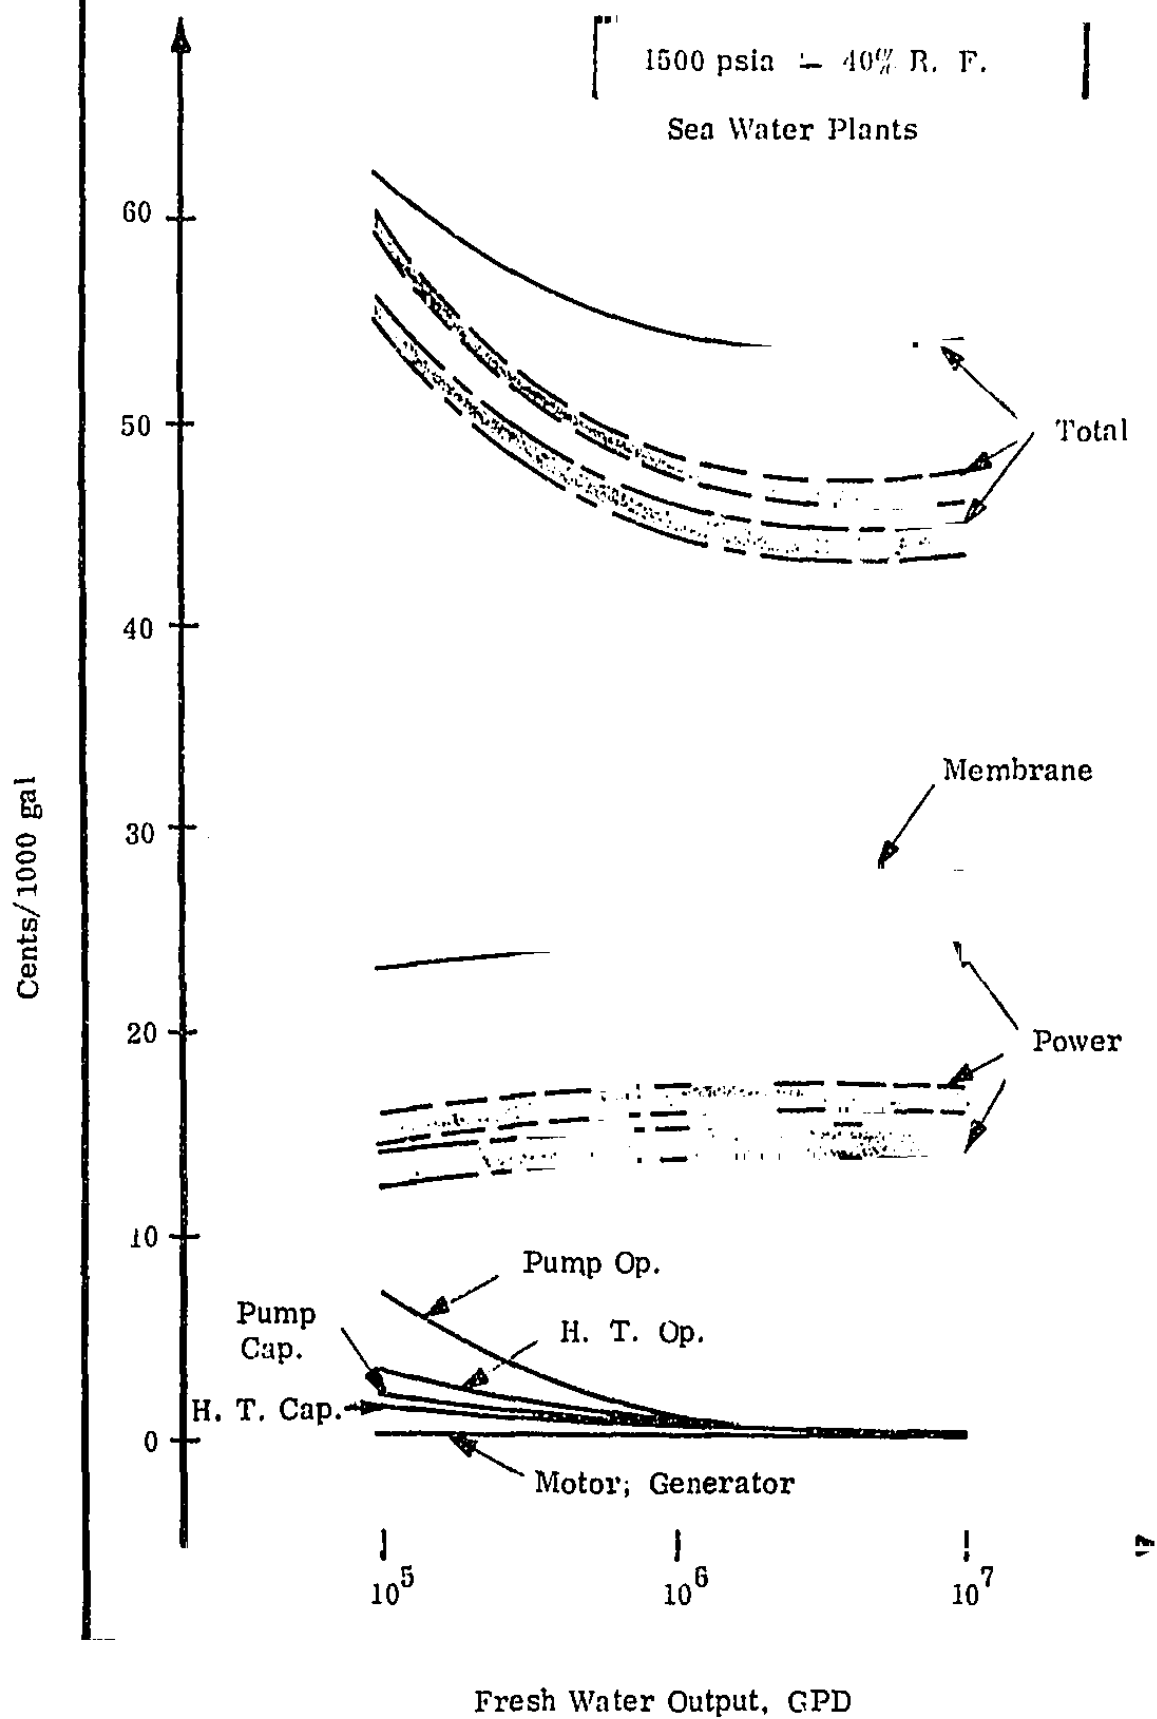 1500 psia - 40% R. F.
Sea Water Plants
60
50
Total
40
Membrane
30
Cents/1000 gal
20
Power
10
Pump Op.
Pump
Cap.
H. T. Op.
H. T. Cap.
0
Motor; Generator
10^5
10^6
10^7
Fresh Water Output, GPD